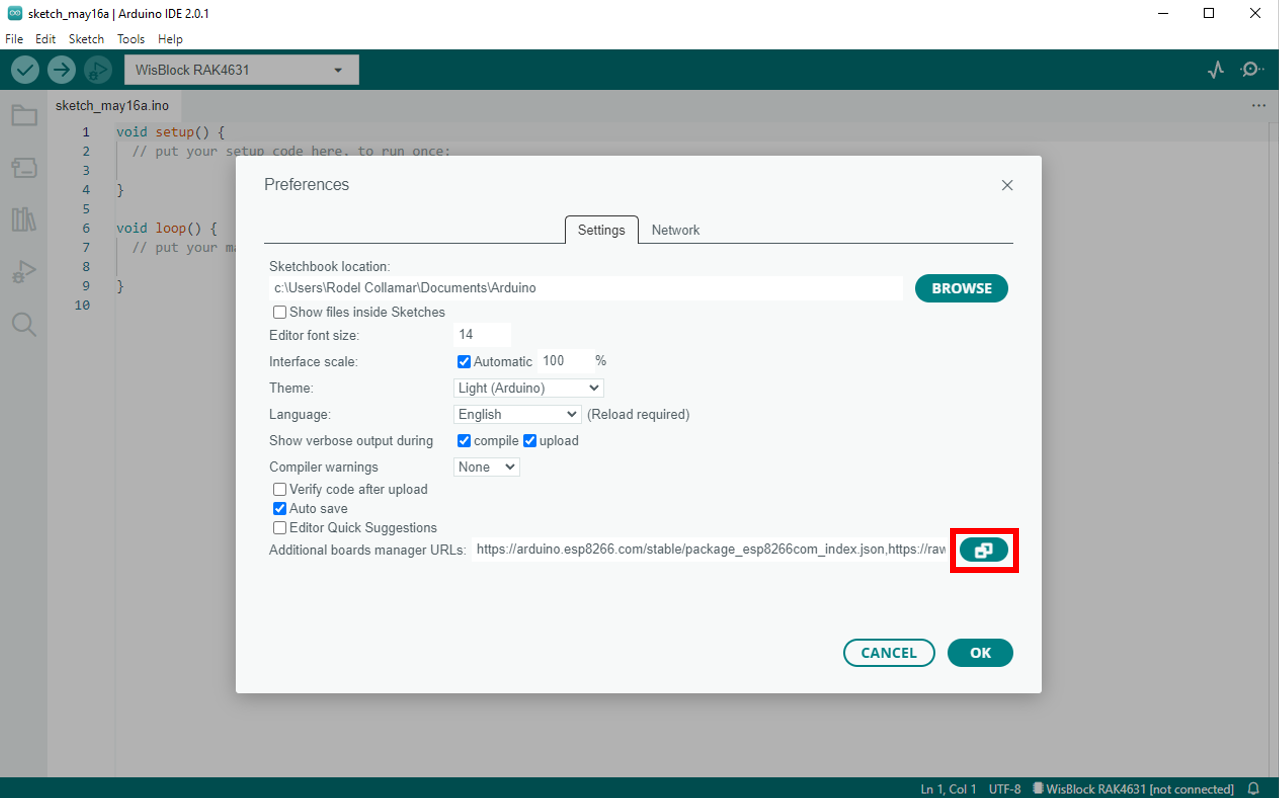 sketch_may16a | Arduino IDE 2.0.1
File Edit Sketch Tools Help
WisBlock RAK4631
sketch_may16a.ino
1 void setup() {
2 // put your setup code here, to run once:
3
4 }
5
6 void loop() {
7 // put your ma
8
9 }
10
Preferences
Settings Network
Sketchbook location:
c:\Users\Rodel Collamar\Documents\Arduino
BROWSE
Show files inside Sketches
Editor font size: 14
Interface scale: Automatic 100 %
Theme: Light (Arduino)
Language: English (Reload required)
Show verbose output during compile upload
Compiler warnings None
Verify code after upload
Auto save
Editor Quick Suggestions
Additional boards manager URLs: https://arduino.esp8266.com/stable/package_esp8266com_index.json,https://raw
CANCEL OK
Ln 1, Col 1 UTF-8 WisBlock RAK4631 [not connected]